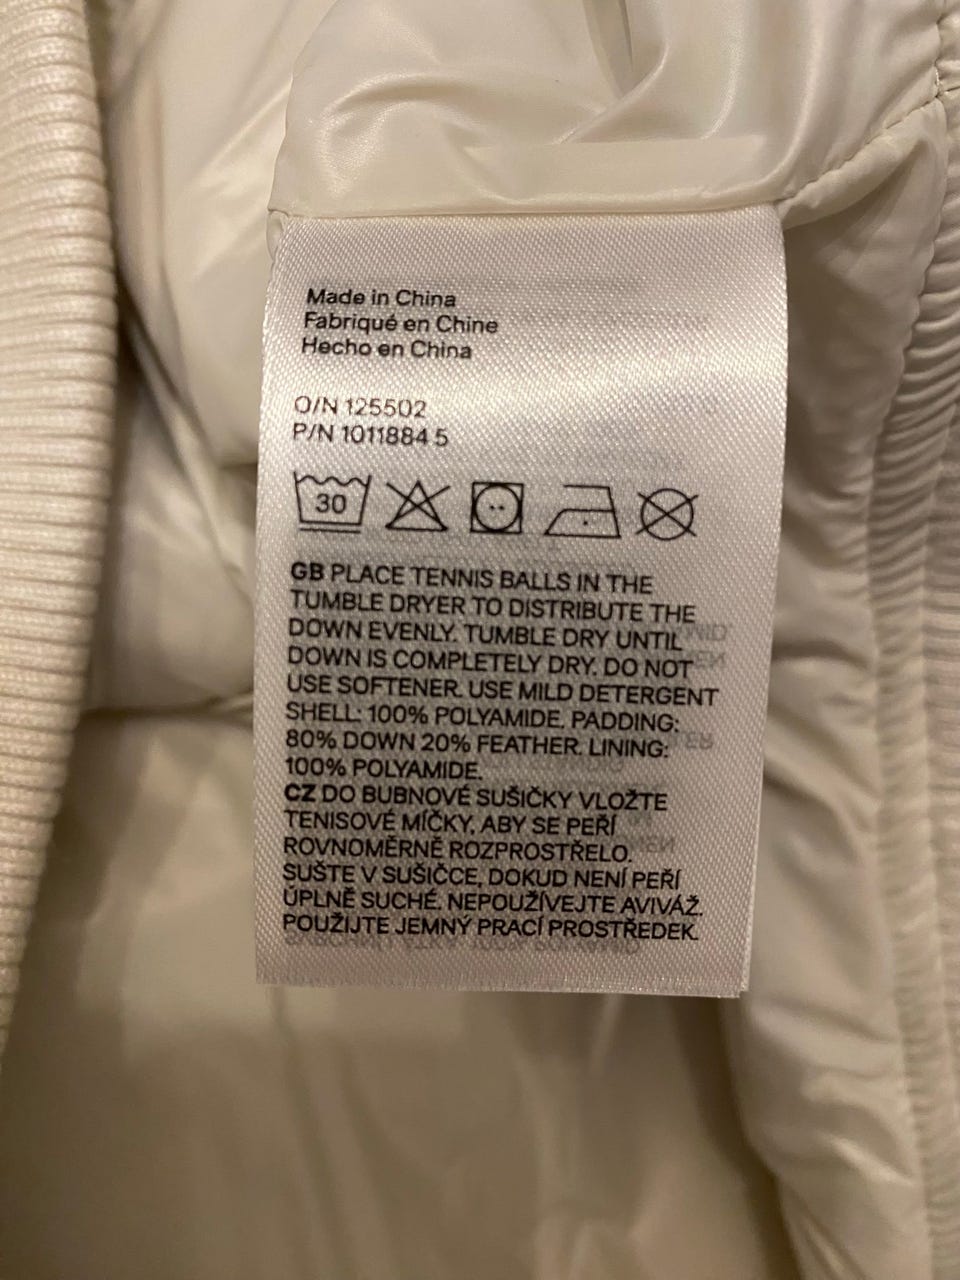 Made in China
Fabriqué en Chine
Hecho en China
O/N 125502
P/N 1011884 5
30
GB PLACE TENNIS BALLS IN THE
TUMBLE DRYER TO DISTRIBUTE THE
DOWN EVENLY. TUMBLE DRY UNTIL
DOWN IS COMPLETELY DRY. DO NOT
USE SOFTENER. USE MILD DETERGENT
SHELL: 100% POLYAMIDE. PADDING:
80% DOWN 20% FEATHER. LINING:
100% POLYAMIDE.
CZ DO BUBNOVÉ SUŠIČKY VLOŽTE
TENISOVÉ MÍČKY, ABY SE PEŘÍ
ROVNOMĚRNĚ ROZPROSTŘELO.
SUŠTE V SUŠIČCE, DOKUD NENÍ PEŘÍ
ÚPLNĚ SUCHÉ. NEPOUŽÍVEJTE AVIVÁŽ.
POUŽIJTE JEMNÝ PRACÍ PROSTŘEDEK.